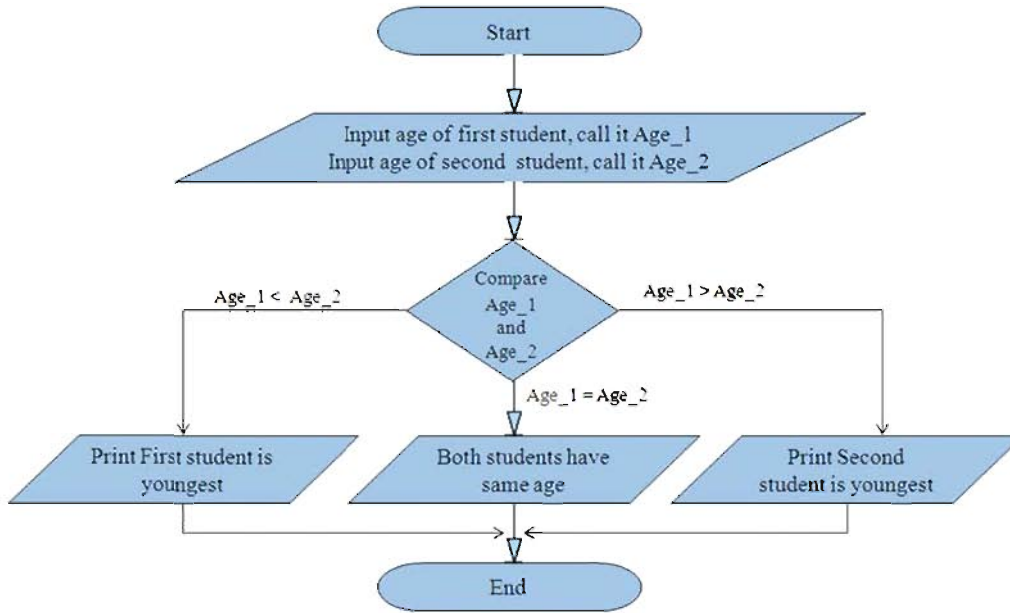 Start
Input age of first student, call it Age_1
Input age of second student, call it Age_2
Compare
Age_1
and
Age_2
Age_1 < Age_2
Age_1 > Age_2
Age_1 = Age_2
Print First student is
youngest
Both students have
same age
Print Second
student is youngest
End